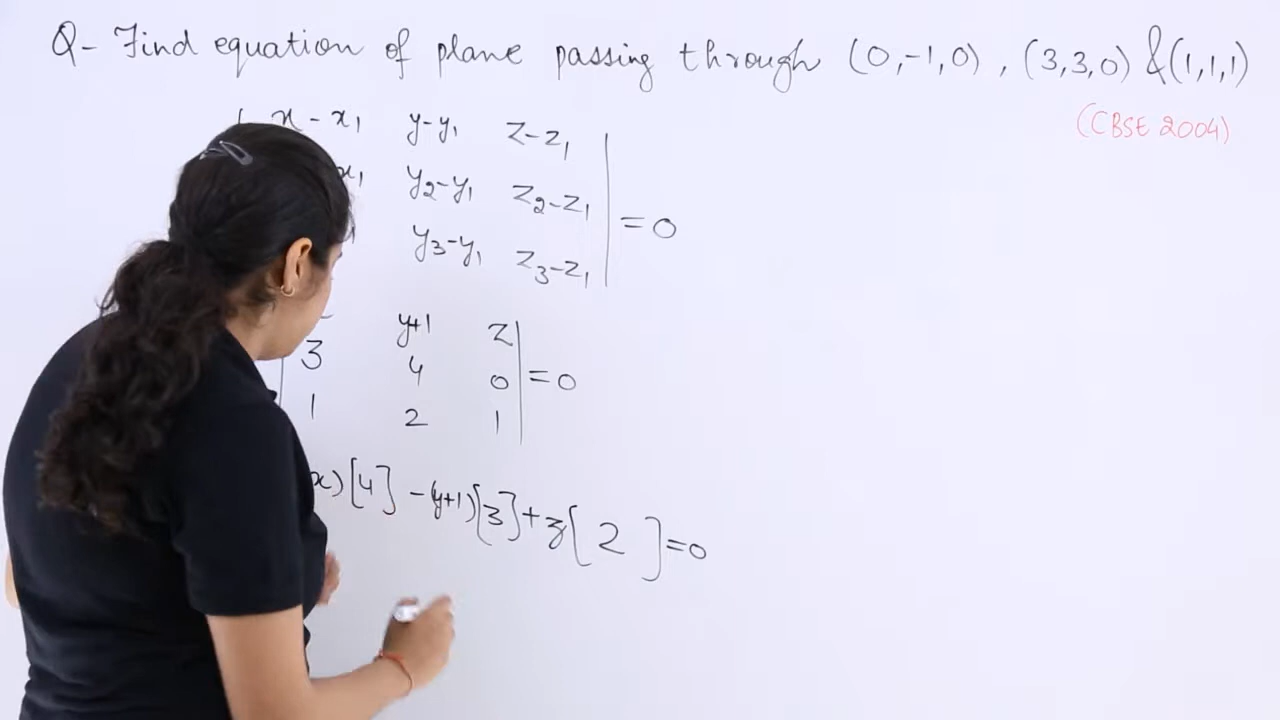 Q- Find equation of plane passing through (0,-1,0), (3,3,0) & (1,1,1)
(CBSE 2004)
| x - x₁ y-y₁ z-z₁ |
x₁ y₂-y₁ z₂-z₁ | = 0
y₃-y₁ z₃-z₁ |
y+1 z |
| 3 4 0 | = 0
| 1 2 1 |
x)[4] -(y+1)[3]+z[2]=0